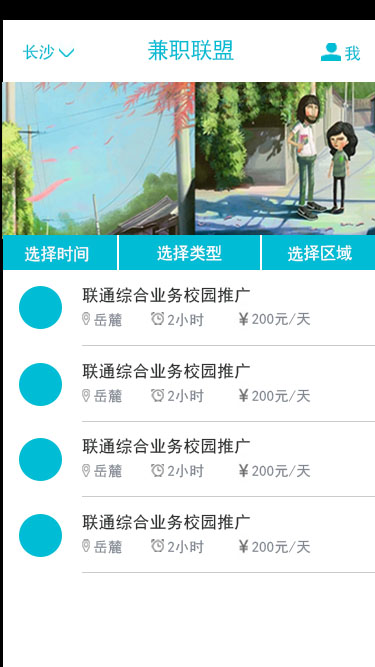 长沙 兼职联盟 我
选择时间 选择类型 选择区域
联通综合业务校园推广
岳麓 2小时 ¥200元/天
联通综合业务校园推广
岳麓 2小时 ¥200元/天
联通综合业务校园推广
岳麓 2小时 ¥200元/天
联通综合业务校园推广
岳麓 2小时 ¥200元/天